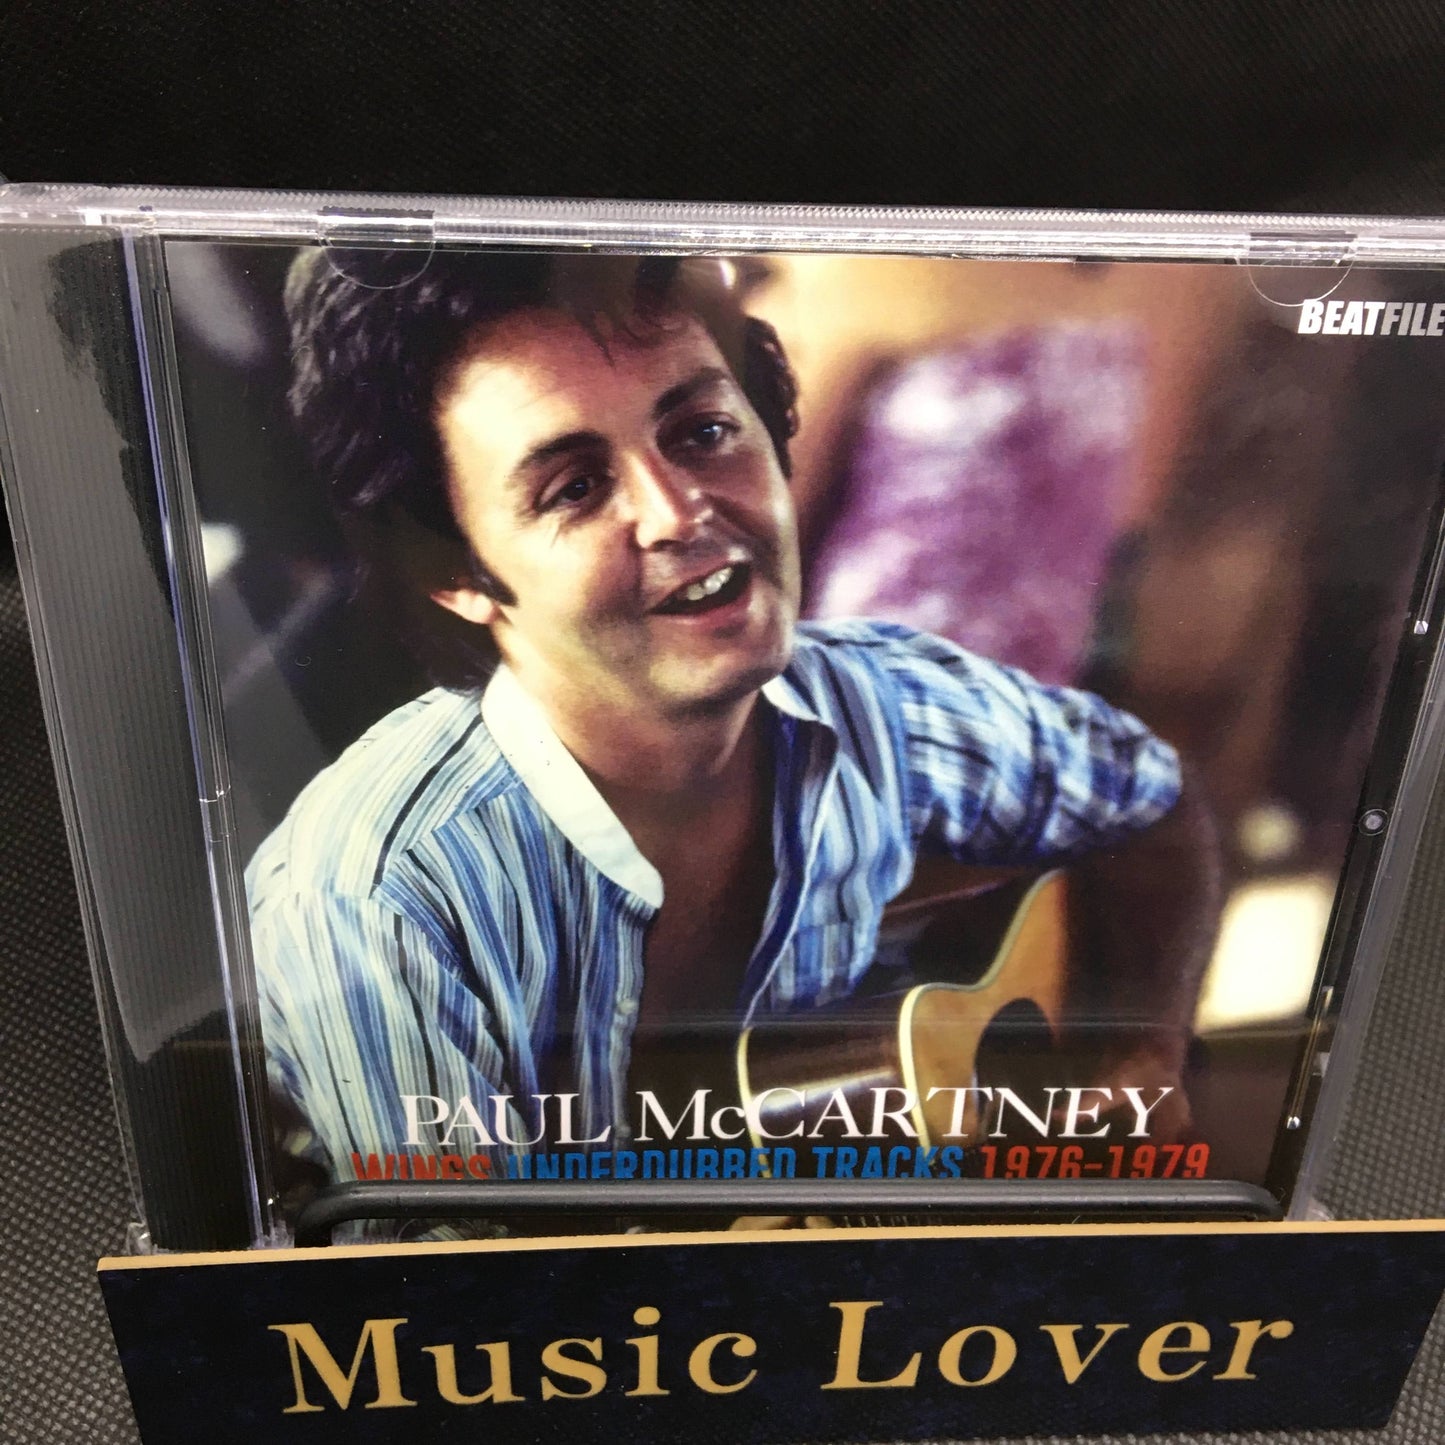 BEATFILE
PAUL McCARTNEY
WINGS UNDERDUBBED TRACKS 1976-1979
Music Lover